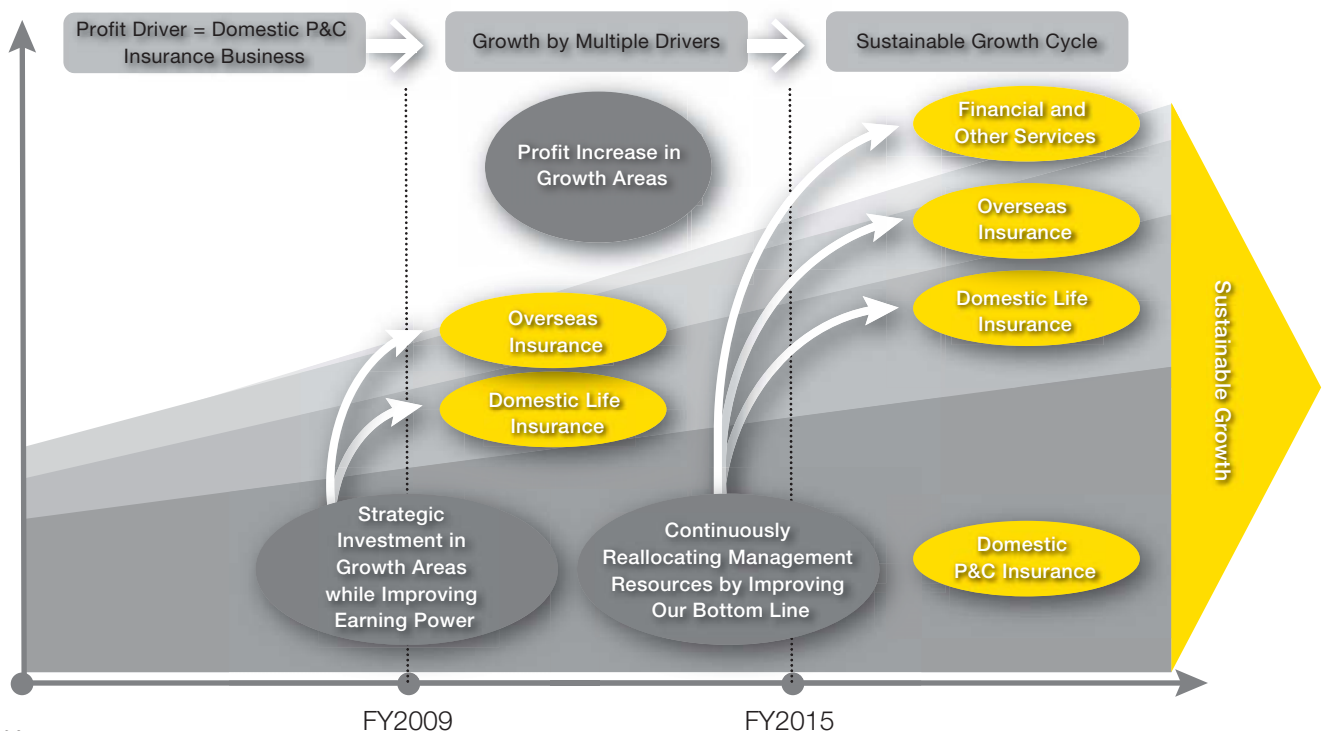 Profit Driver = Domestic P&C
Insurance Business
Growth by Multiple Drivers
Sustainable Growth Cycle
Profit Increase in
Growth Areas
Financial and
Other Services
Overseas
Insurance
Domestic Life
Insurance
Overseas
Insurance
Domestic Life
Insurance
Strategic
Investment in
Growth Areas
while Improving
Earning Power
Continuously
Reallocating Management
Resources by Improving
Our Bottom Line
Domestic
P&C Insurance
Sustainable Growth
FY2009
FY2015